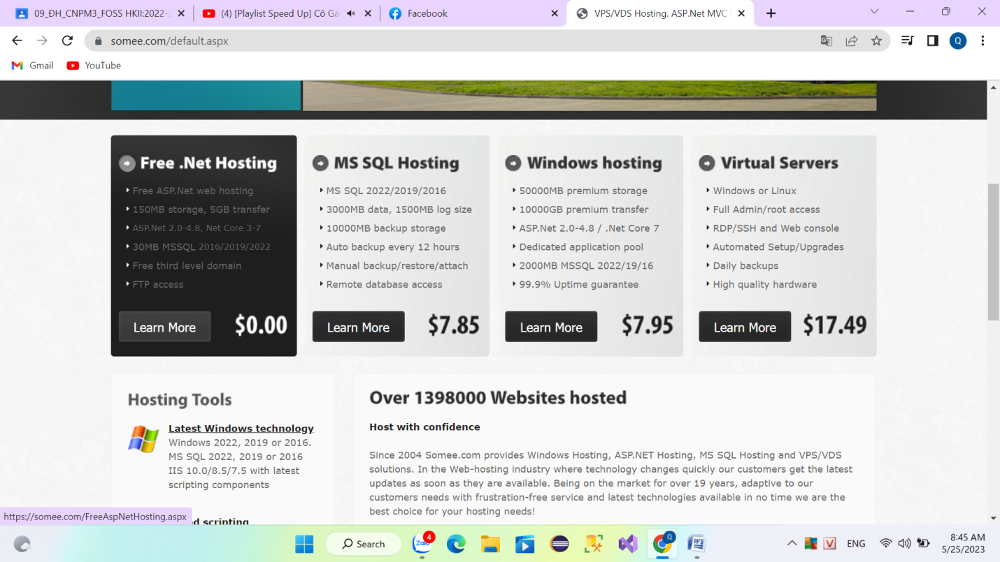 09_ĐH_CNPM3_FOSS HKII:2022-2
(4) [Playlist Speed Up] Cô Gá
Facebook
VPS/VDS Hosting. ASP.Net MVC
somee.com/default.aspx
Q
Gmail
YouTube
Free .Net Hosting
Free ASP.Net web hosting
150MB storage, 5GB transfer
ASP.Net 2.0-4.8, Net Core 3-7
30MB MSSQL 2016/2019/2022
Free third level domain
FTP access
Learn More
$0.00
MS SQL Hosting
MS SQL 2022/2019/2016
3000MB data, 1500MB log size
10000MB backup storage
Auto backup every 12 hours
Manual backup/restore/attach
Remote database access
Learn More
$7.85
Windows hosting
50000MB premium storage
10000GB premium transfer
ASP.Net 2.0-4.8 / .Net Core 7
Dedicated application pool
2000MB MSSQL 2022/19/16
99.9% Uptime guarantee
Learn More
$7.95
Virtual Servers
Windows or Linux
Full Admin/root access
RDP/SSH and Web console
Automated Setup/Upgrades
Daily backups
High quality hardware
Learn More
$17.49
Hosting Tools
Latest Windows technology
Windows 2022, 2019 or 2016.
MS SQL 2022, 2019 or 2016
IIS 10.0/8.5/7.5 with latest
scripting components
scripting
Over 1398000 Websites hosted
Host with confidence
Since 2004 Somee.com provides Windows Hosting, ASP.NET Hosting, MS SQL Hosting and VPS/VDS
solutions. In the Web-hosting industry where technology changes quickly our customers get the latest
updates as soon as they are available. Being on the market for over 19 years, adaptive to our
customers needs with frustration-free service and latest technologies available in no time we are the
best choice for your hosting needs!
https://somee.com/FreeAspNetHosting.aspx
Search
Zalo
4
Q
V
ENG
8:45 AM
5/25/2023